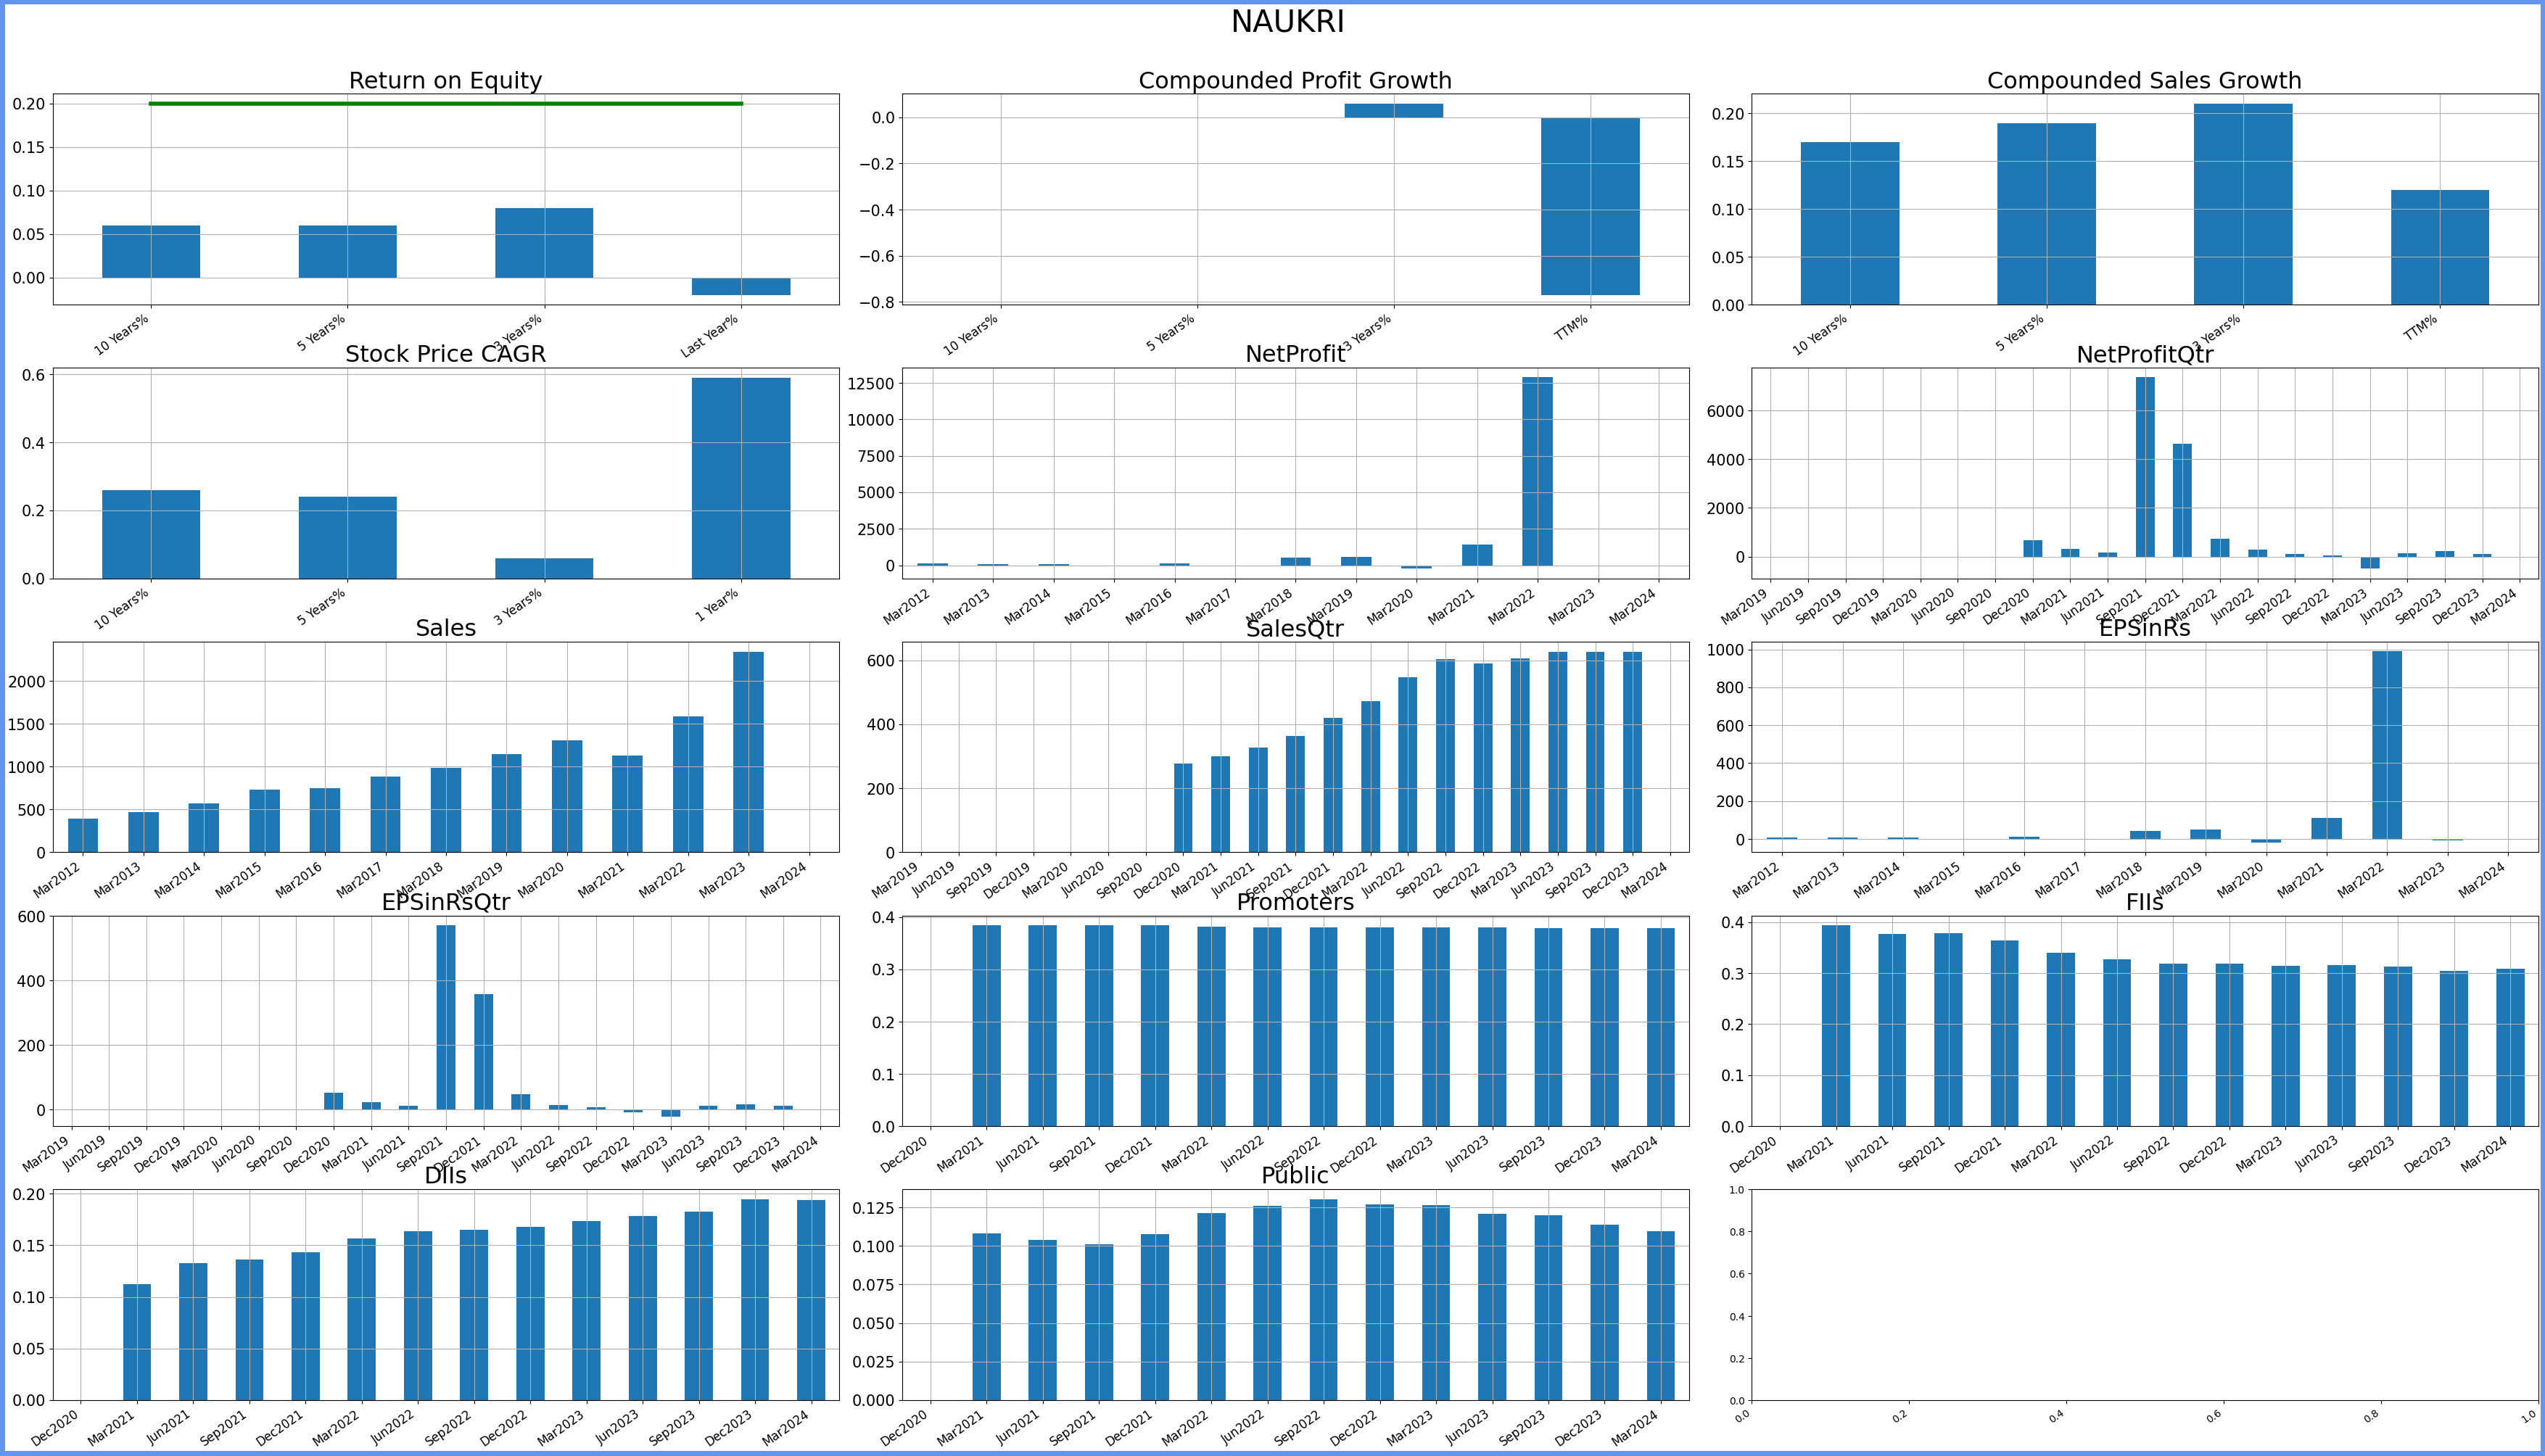 NAUKRI
Return on Equity
0.20
0.15
0.10
0.05
0.00
10 Years% 5 Years% 3 Years% Last Year%
Compounded Profit Growth
0.0
−0.2
−0.4
−0.6
−0.8
10 Years% 5 Years% 3 Years% TTM%
Compounded Sales Growth
0.20
0.15
0.10
0.05
0.00
10 Years% 5 Years% 3 Years% TTM%
Stock Price CAGR
0.6
0.4
0.2
0.0
10 Years% 5 Years% 3 Years% 1 Year%
NetProfit
12500
10000
7500
5000
2500
0
Mar2012 Mar2013 Mar2014 Mar2015 Mar2016 Mar2017 Mar2018 Mar2019 Mar2020 Mar2021 Mar2022 Mar2023 Mar2024
NetProfitQtr
6000
4000
2000
0
Mar2019 Jun2019 Sep2019 Dec2019 Mar2020 Jun2020 Sep2020 Dec2020 Mar2021 Jun2021 Sep2021 Dec2021 Mar2022 Jun2022 Sep2022 Dec2022 Mar2023 Jun2023 Sep2023 Dec2023 Mar2024
Sales
2000
1500
1000
500
0
Mar2012 Mar2013 Mar2014 Mar2015 Mar2016 Mar2017 Mar2018 Mar2019 Mar2020 Mar2021 Mar2022 Mar2023 Mar2024
SalesQtr
600
400
200
0
Mar2019 Jun2019 Sep2019 Dec2019 Mar2020 Jun2020 Sep2020 Dec2020 Mar2021 Jun2021 Sep2021 Dec2021 Mar2022 Jun2022 Sep2022 Dec2022 Mar2023 Jun2023 Sep2023 Dec2023 Mar2024
EPSinRs
1000
800
600
400
200
0
Mar2012 Mar2013 Mar2014 Mar2015 Mar2016 Mar2017 Mar2018 Mar2019 Mar2020 Mar2021 Mar2022 Mar2023 Mar2024
EPSinRsQtr
600
400
200
0
Mar2019 Jun2019 Sep2019 Dec2019 Mar2020 Jun2020 Sep2020 Dec2020 Mar2021 Jun2021 Sep2021 Dec2021 Mar2022 Jun2022 Sep2022 Dec2022 Mar2023 Jun2023 Sep2023 Dec2023 Mar2024
Promoters
0.4
0.3
0.2
0.1
0.0
Dec2020 Mar2021 Jun2021 Sep2021 Dec2021 Mar2022 Jun2022 Sep2022 Dec2022 Mar2023 Jun2023 Sep2023 Dec2023 Mar2024
FIIs
0.4
0.3
0.2
0.1
0.0
Dec2020 Mar2021 Jun2021 Sep2021 Dec2021 Mar2022 Jun2022 Sep2022 Dec2022 Mar2023 Jun2023 Sep2023 Dec2023 Mar2024
DIIs
0.20
0.15
0.10
0.05
0.00
Dec2020 Mar2021 Jun2021 Sep2021 Dec2021 Mar2022 Jun2022 Sep2022 Dec2022 Mar2023 Jun2023 Sep2023 Dec2023 Mar2024
Public
0.125
0.100
0.075
0.050
0.025
0.000
Dec2020 Mar2021 Jun2021 Sep2021 Dec2021 Mar2022 Jun2022 Sep2022 Dec2022 Mar2023 Jun2023 Sep2023 Dec2023 Mar2024
1.0
0.8
0.6
0.4
0.2
0.0
0.0 0.2 0.4 0.6 0.8 1.0